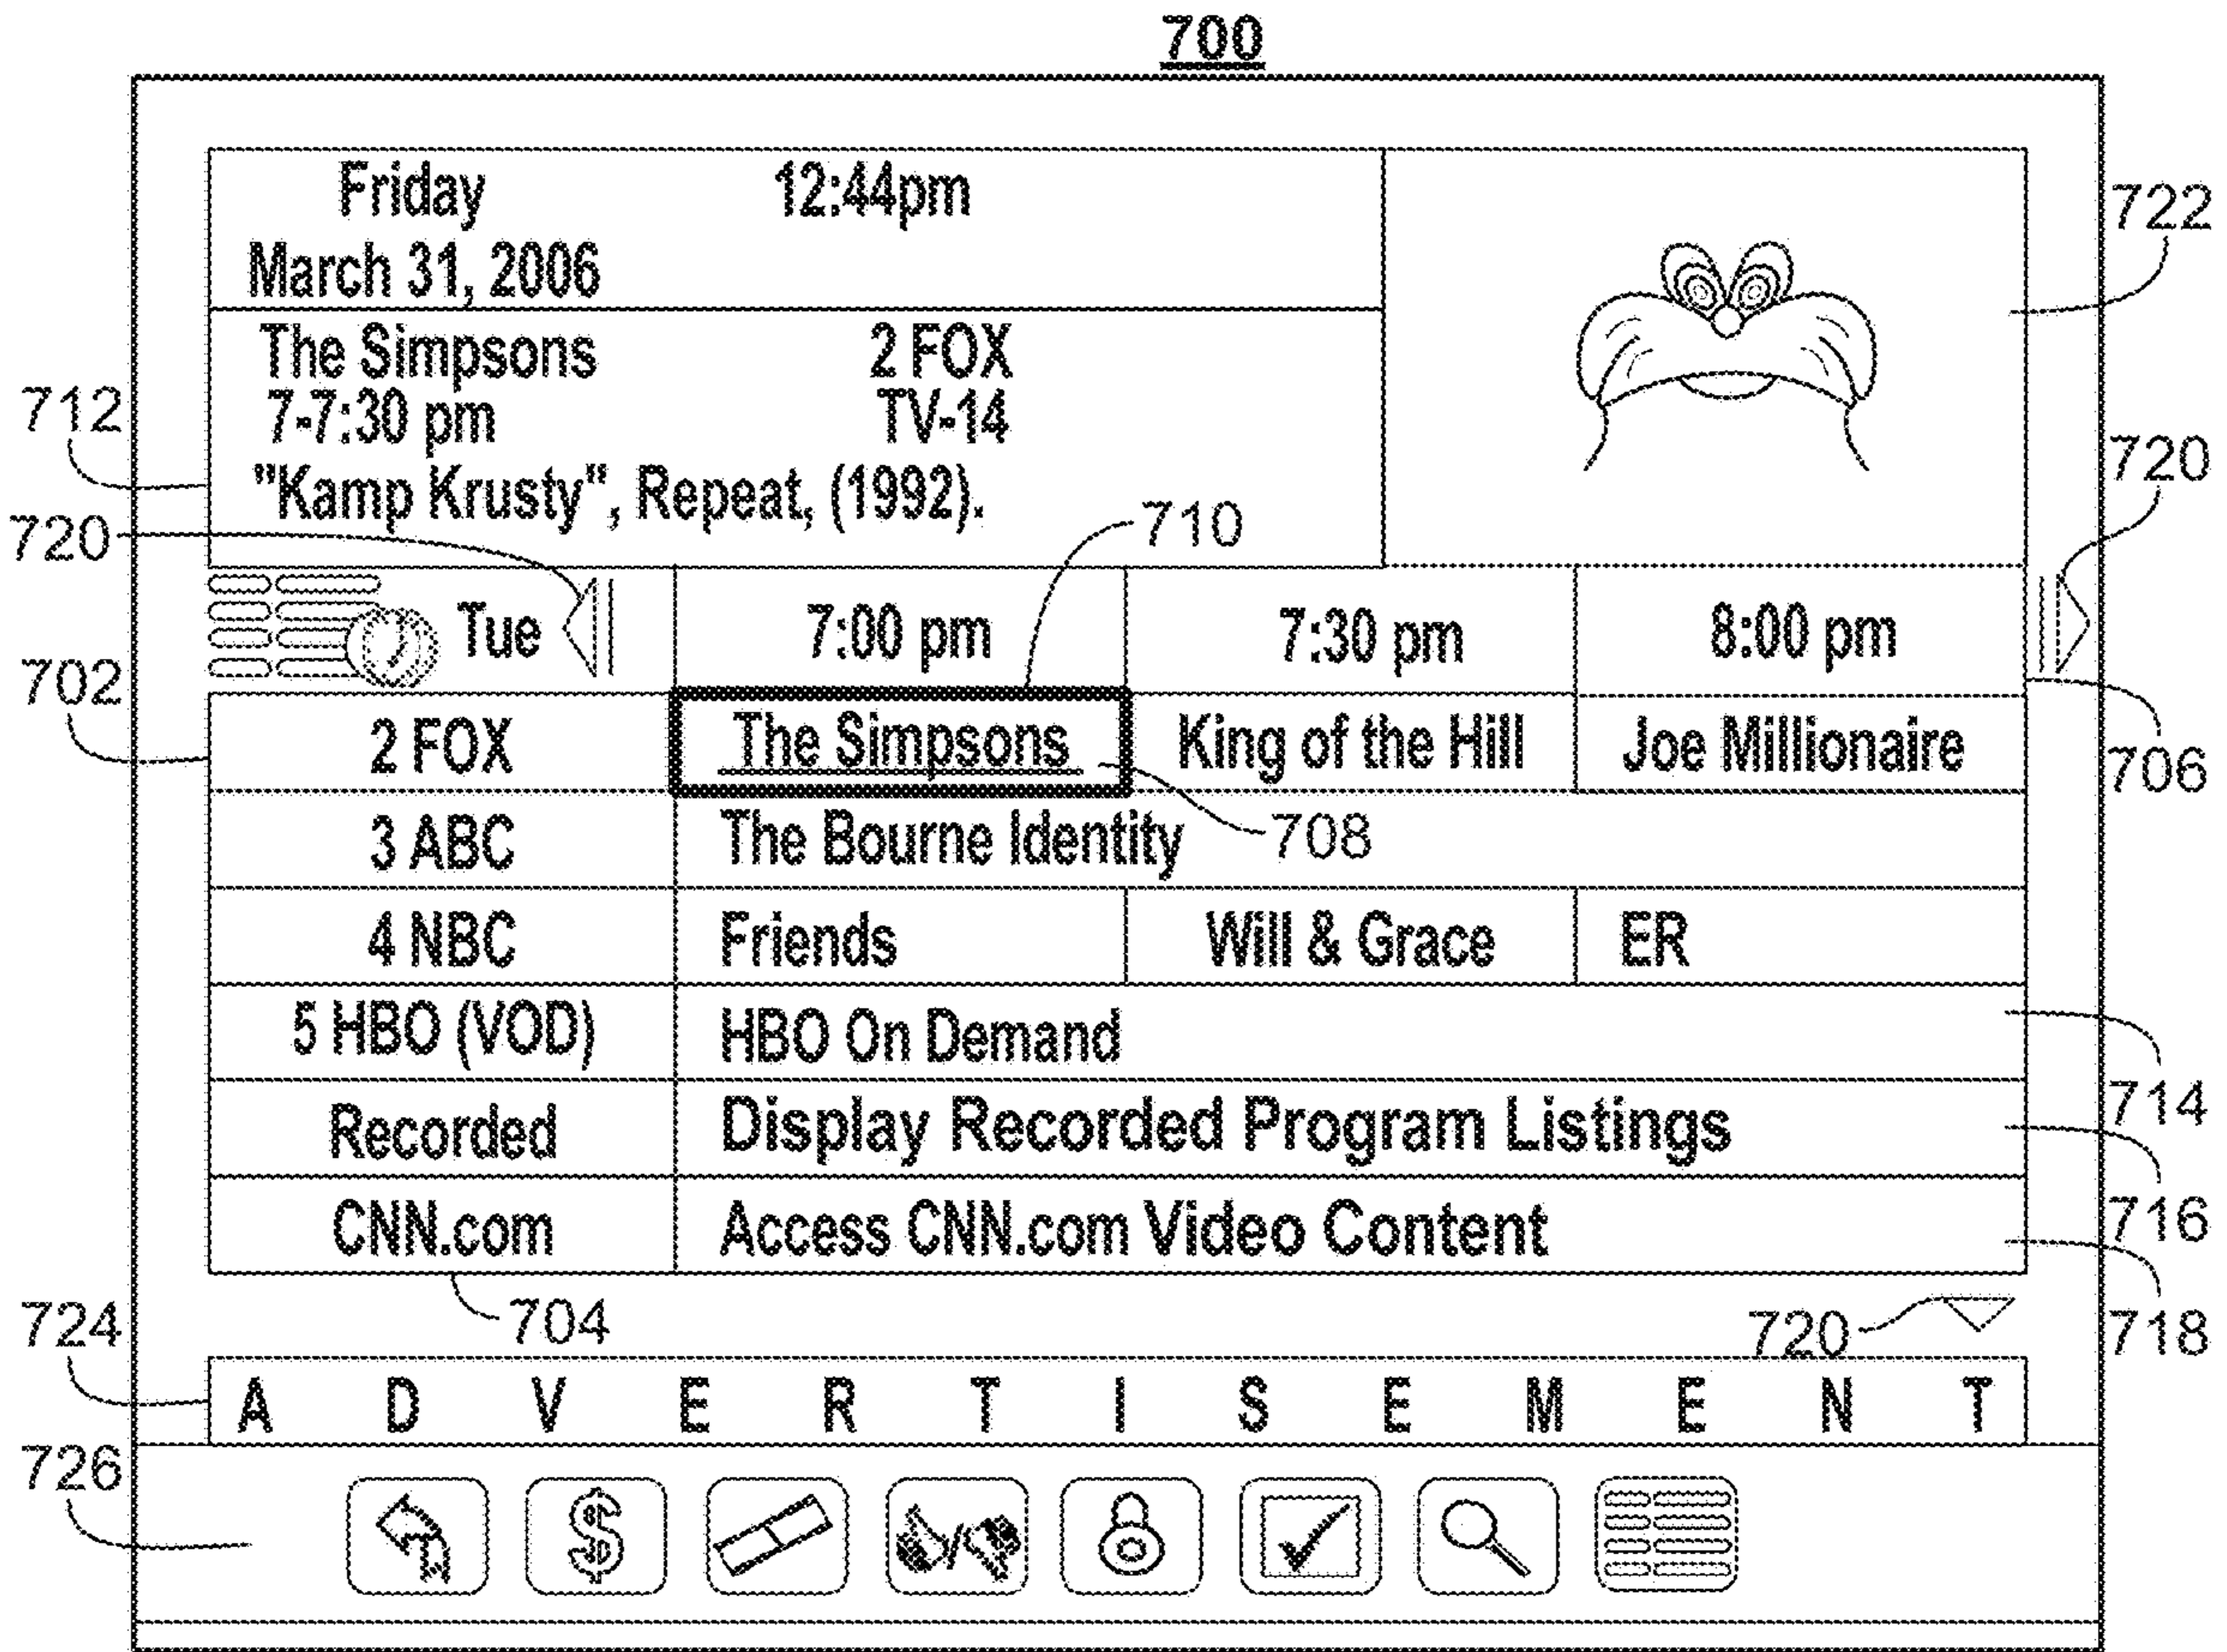 700
Friday 12:44pm
March 31, 2006
722
The Simpsons 2 FOX
712 7-7:30 pm TV-14
720
"Kamp Krusty", Repeat, (1992).
720 710
Tue 7:00 pm 7:30 pm 8:00 pm
702
2 FOX The Simpsons King of the Hill Joe Millionaire
706
3 ABC The Bourne Identity 708
4 NBC Friends Will & Grace ER
5 HBO (VOD) HBO On Demand
714
Recorded Display Recorded Program Listings
716
CNN.com Access CNN.com Video Content
724 704 720 718
A D V E R T I S E M E N T
726
$ /